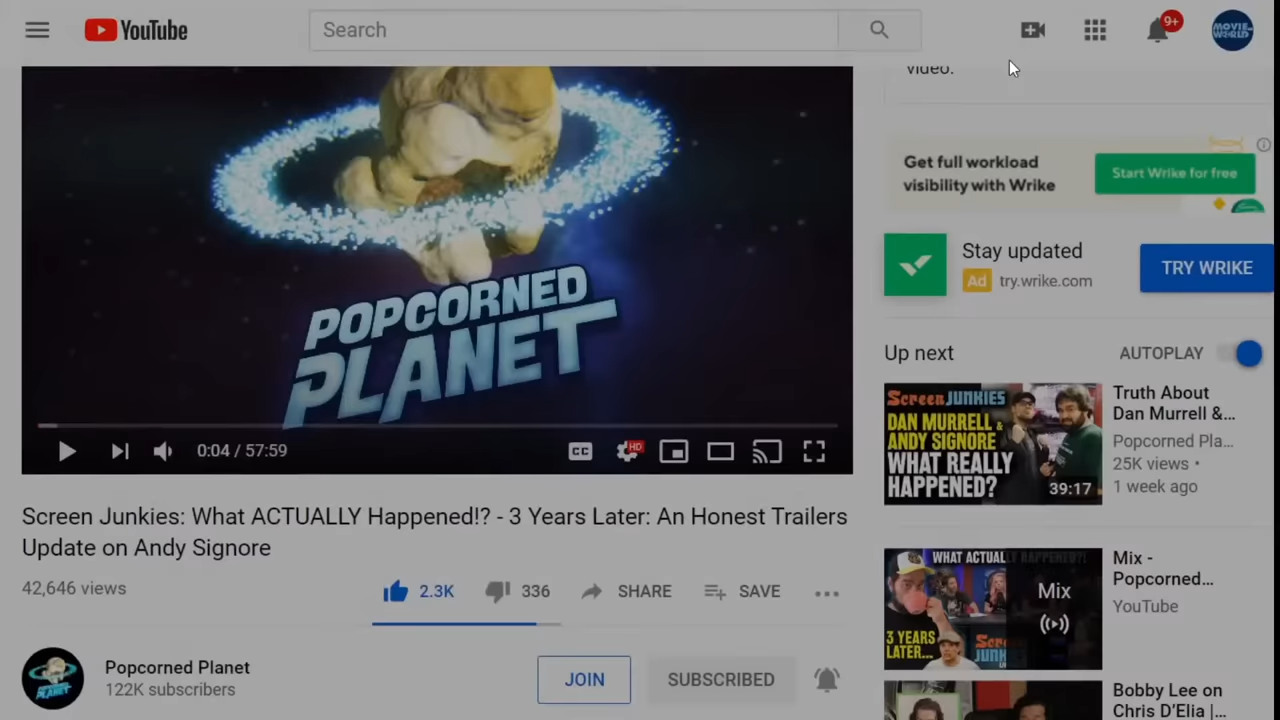 YouTube
Search
9+
MOVIE
WORLD
video.
POPCORNED
PLANET
0:04 / 57:59
CC
HD
Screen Junkies: What ACTUALLY Happened!? - 3 Years Later: An Honest Trailers
Update on Andy Signore
42,646 views
2.3K
336
SHARE
SAVE
Popcorned Planet
122K subscribers
JOIN
SUBSCRIBED
Get full workload
visibility with Wrike
Start Wrike for free
Stay updated
Ad
try.wrike.com
TRY WRIKE
Up next
AUTOPLAY
SCREEN JUNKIES
DAN MURRELL &
ANDY SIGNORE
WHAT REALLY
HAPPENED?
39:17
Truth About
Dan Murrell &...
Popcorned Pla...
25K views •
1 week ago
WHAT ACTUALLY HAPPENED?!
3 YEARS
LATER...
Mix
Mix -
Popcorned...
YouTube
Bobby Lee on
Chris D'Elia |...